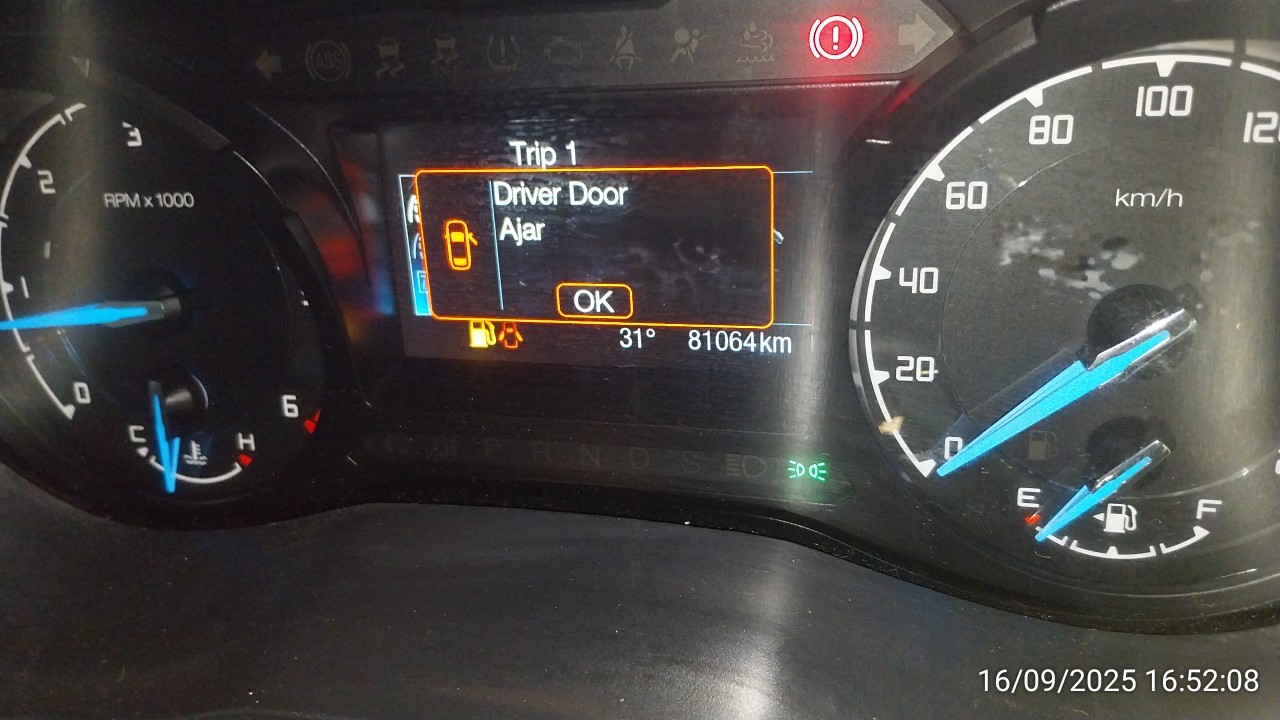 ABS
OFF
3
2
1
0
6
RPM x 1000
C
H
Trip 1
Driver Door
Ajar
OK
31° 81064km
P R N D S
120
100
80
60
40
20
0
km/h
E
F
16/09/2025 16:52:08